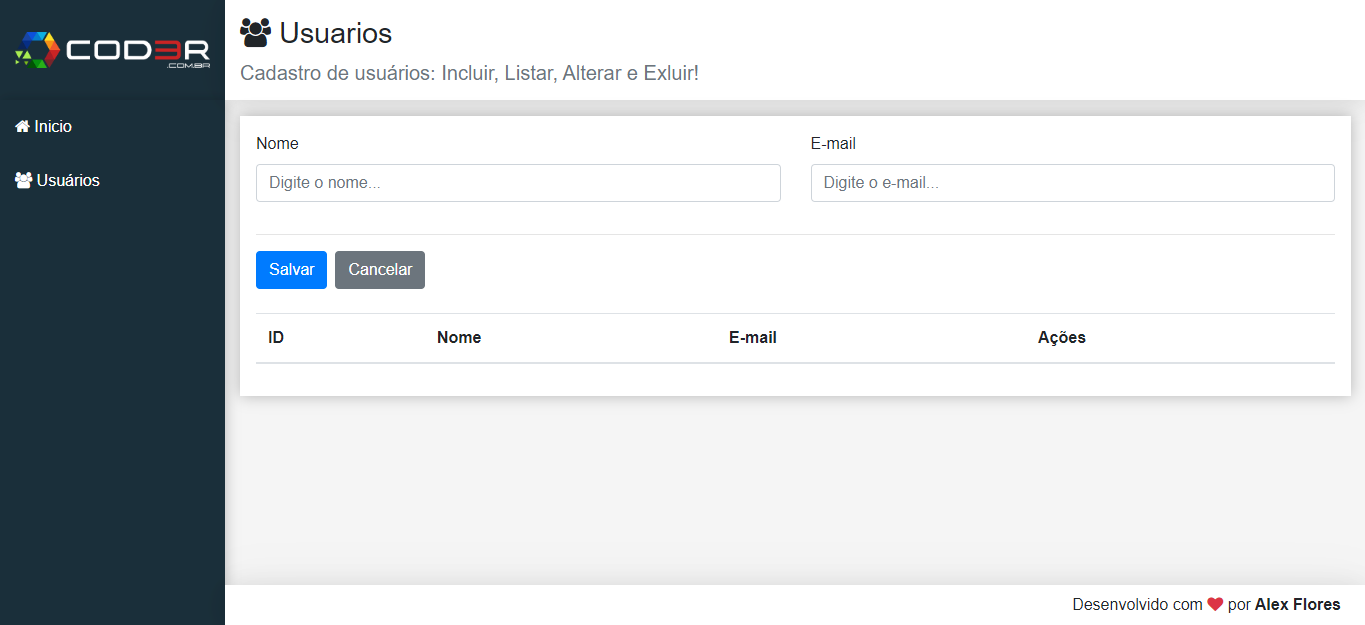 COD3R
.COM.BR
Inicio
Usuários
Usuarios
Cadastro de usuários: Incluir, Listar, Alterar e Exluir!
Nome E-mail
Digite o nome... Digite o e-mail...
Salvar Cancelar
ID Nome E-mail Ações
Desenvolvido com ❤ por Alex Flores